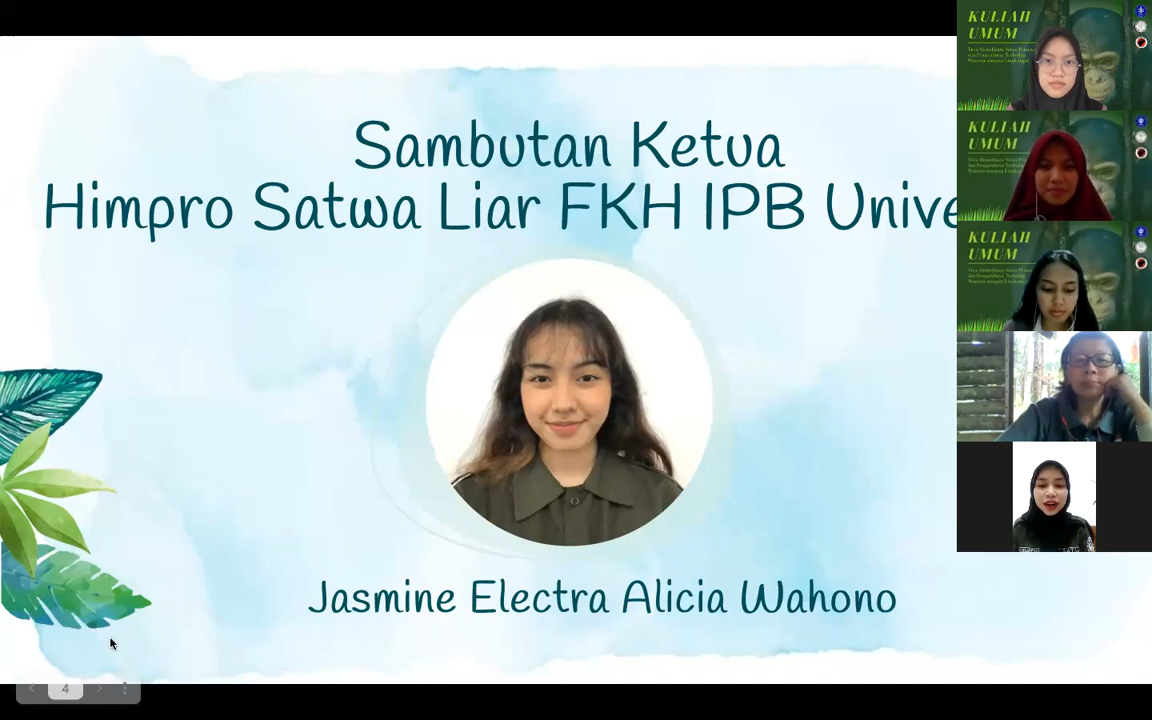 Sambutan Ketua
Himpro Satwa Liar FKH IPB Unive
Jasmine Electra Alicia Wahono
4
KULIAH
UMUM
KULIAH
UMUM
KULIAH
UMUM